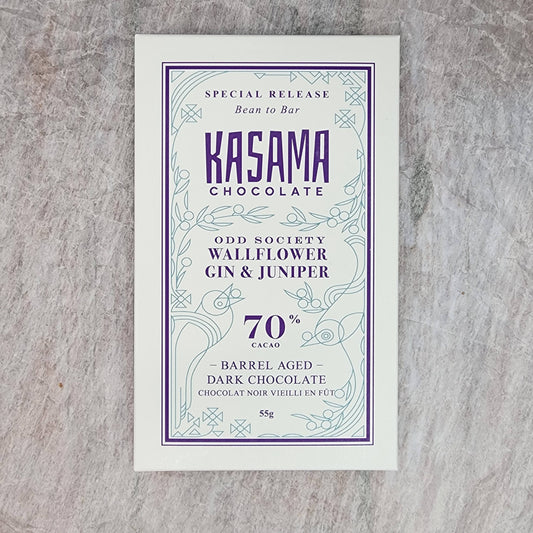 SPECIAL RELEASE
Bean to Bar
KASAMA
CHOCOLATE
ODD SOCIETY
WALLFLOWER
GIN & JUNIPER
70%
CACAO
– BARREL AGED –
DARK CHOCOLATE
CHOCOLAT NOIR VIEILLI EN FÛT
55g